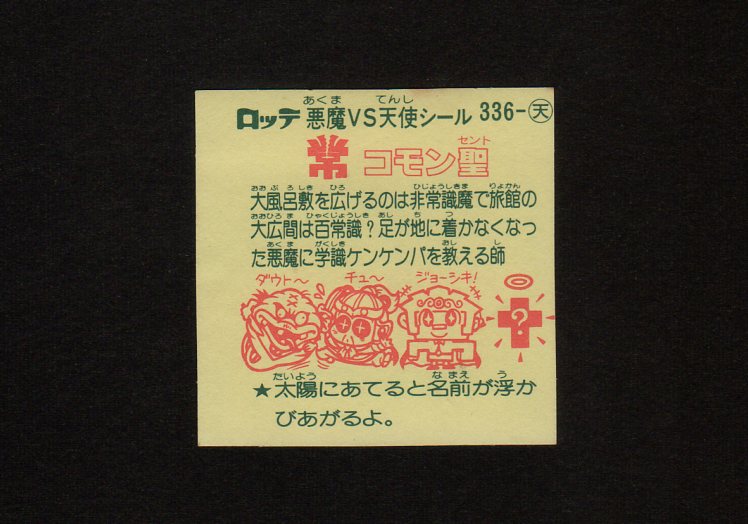 ロッテ 悪魔VS天使シール 336-天
常 コモン聖
大風呂敷を広げるのは非常識魔で旅館の
大広間は百常識?足が地に着かなくなっ
た悪魔に学識ケンケンパを教える師
ダウト〜 チュ〜 ジョーシキ!
?
★太陽にあてると名前が浮か
びあがるよ。